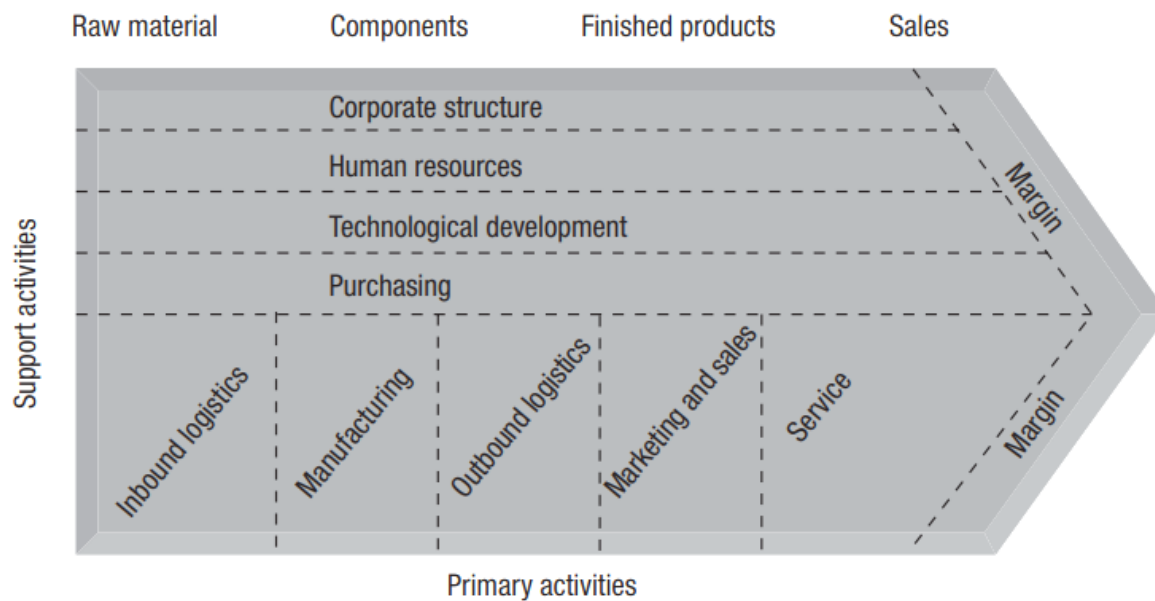 Raw material
Components
Finished products
Sales
Corporate structure
Human resources
Technological development
Purchasing
Margin
Support activities
Inbound logistics
Manufacturing
Outbound logistics
Marketing and sales
Service
Margin
Primary activities